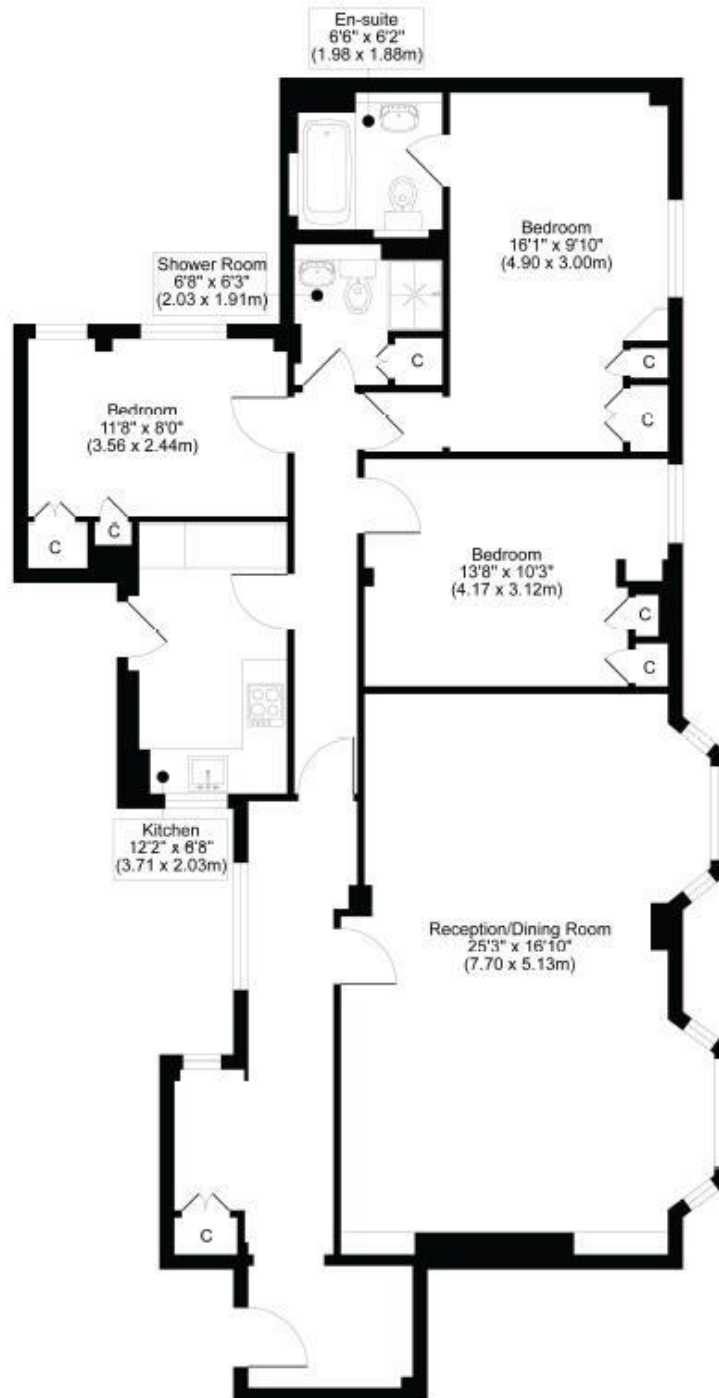 En-suite
6'6" x 6'2"
(1.98 x 1.88m)
Bedroom
16'1" x 9'10"
(4.90 x 3.00m)
Shower Room
6'8" x 6'3"
(2.03 x 1.91m)
C
C
C
Bedroom
11'8" x 8'0"
(3.56 x 2.44m)
C
C
Bedroom
13'8" x 10'3"
(4.17 x 3.12m)
C
C
Kitchen
12'2" x 6'8"
(3.71 x 2.03m)
Reception/Dining Room
25'3" x 16'10"
(7.70 x 5.13m)
C